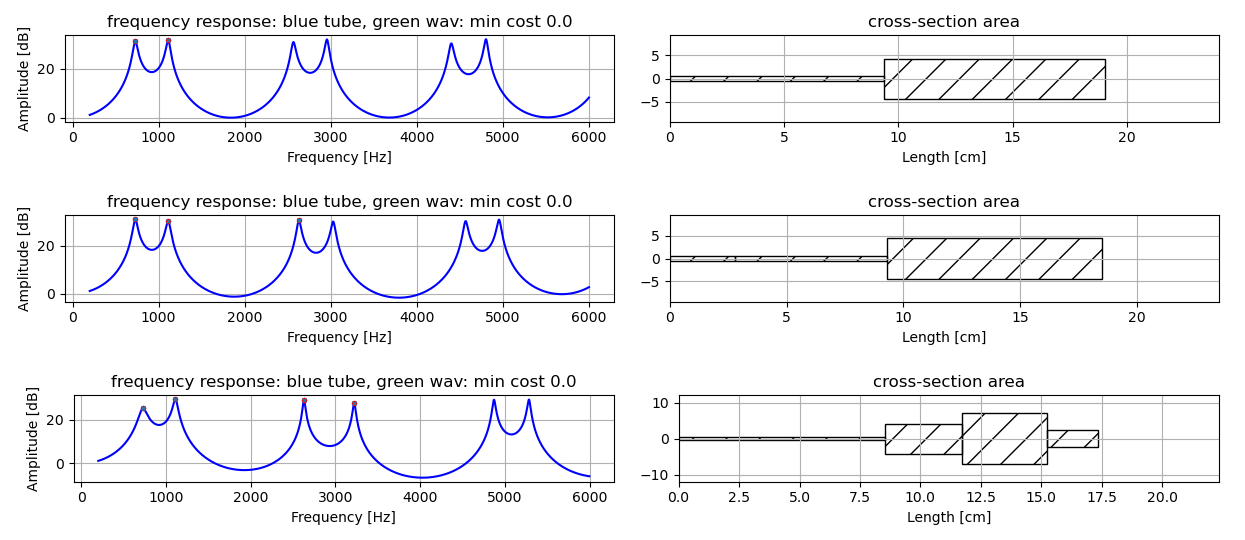 frequency response: blue tube, green wav: min cost 0.0
Amplitude [dB]
20
0
0 1000 2000 3000 4000 5000 6000
Frequency [Hz]
cross-section area
5
0
−5
0 5 10 15 20
Length [cm]
frequency response: blue tube, green wav: min cost 0.0
Amplitude [dB]
20
0
0 1000 2000 3000 4000 5000 6000
Frequency [Hz]
cross-section area
5
0
−5
0 5 10 15 20
Length [cm]
frequency response: blue tube, green wav: min cost 0.0
Amplitude [dB]
20
0
0 1000 2000 3000 4000 5000 6000
Frequency [Hz]
cross-section area
10
0
−10
0.0 2.5 5.0 7.5 10.0 12.5 15.0 17.5 20.0
Length [cm]